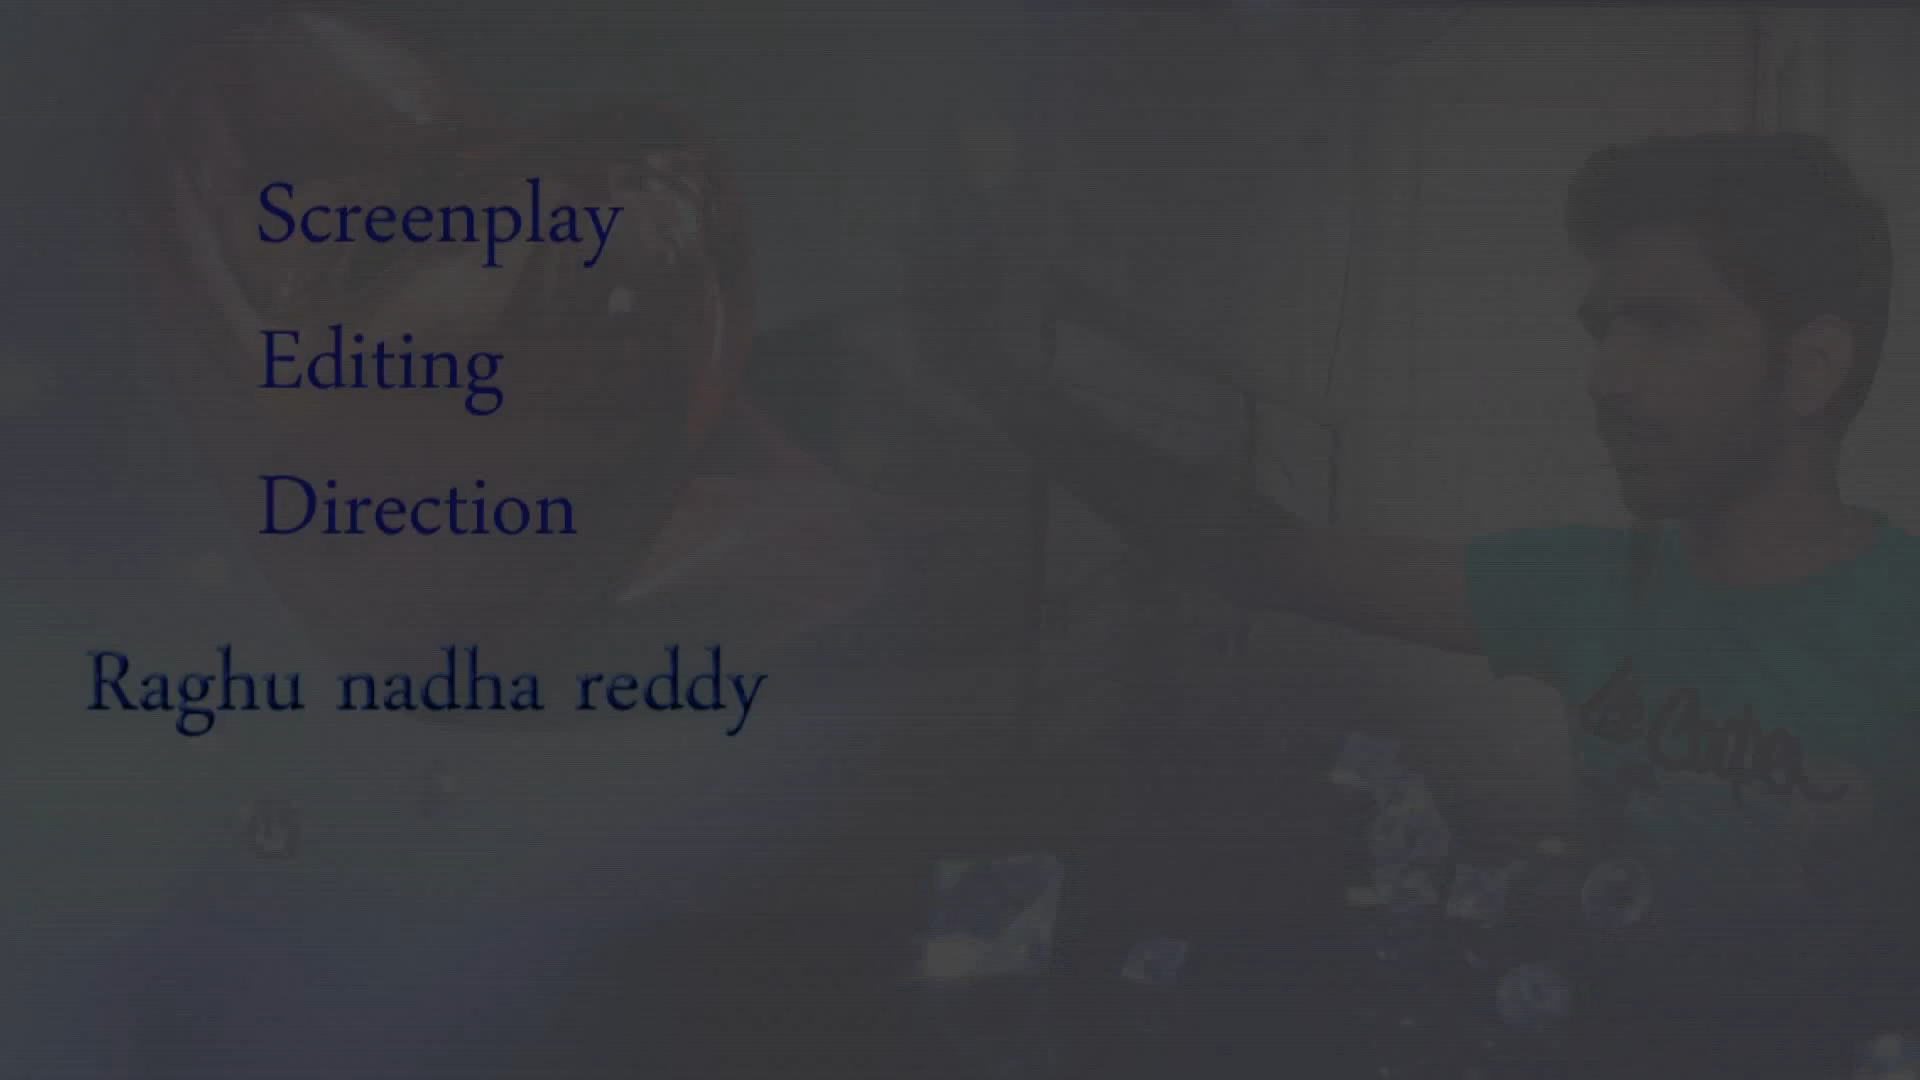 Screenplay
Editing
Direction
Raghu nadha reddy